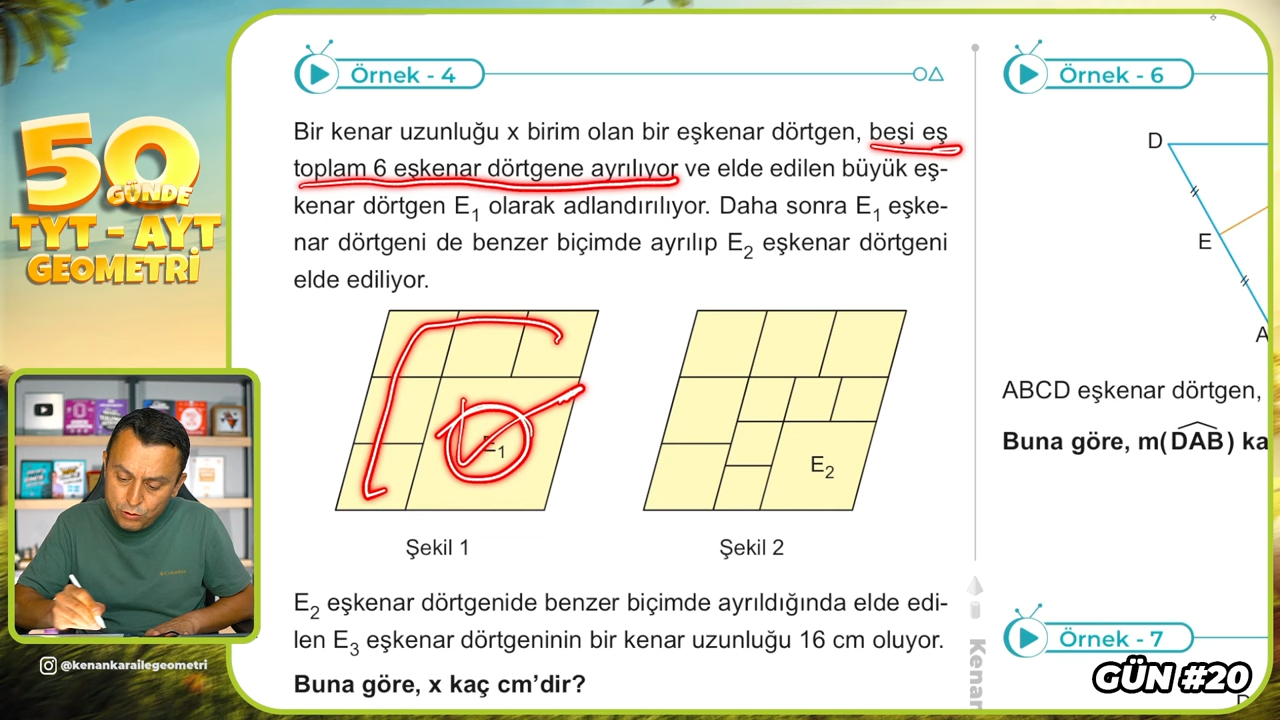 50
GÜNDE
TYT - AYT
GEOMETRİ
@kenankarailegeometri
Örnek - 4
Bir kenar uzunluğu x birim olan bir eşkenar dörtgen, beşi eş
toplam 6 eşkenar dörtgene ayrılıyor ve elde edilen büyük eş-
kenar dörtgen E1 olarak adlandırılıyor. Daha sonra E1 eşke-
nar dörtgeni de benzer biçimde ayrılıp E2 eşkenar dörtgeni
elde ediliyor.
E1
E2
Şekil 1
Şekil 2
E2 eşkenar dörtgenide benzer biçimde ayrıldığında elde edi-
len E3 eşkenar dörtgeninin bir kenar uzunluğu 16 cm oluyor.
Buna göre, x kaç cm'dir?
Kenan
Örnek - 6
D
E
A
ABCD eşkenar dörtgen,
Buna göre, m(DAB) ka
Örnek - 7
GÜN #20